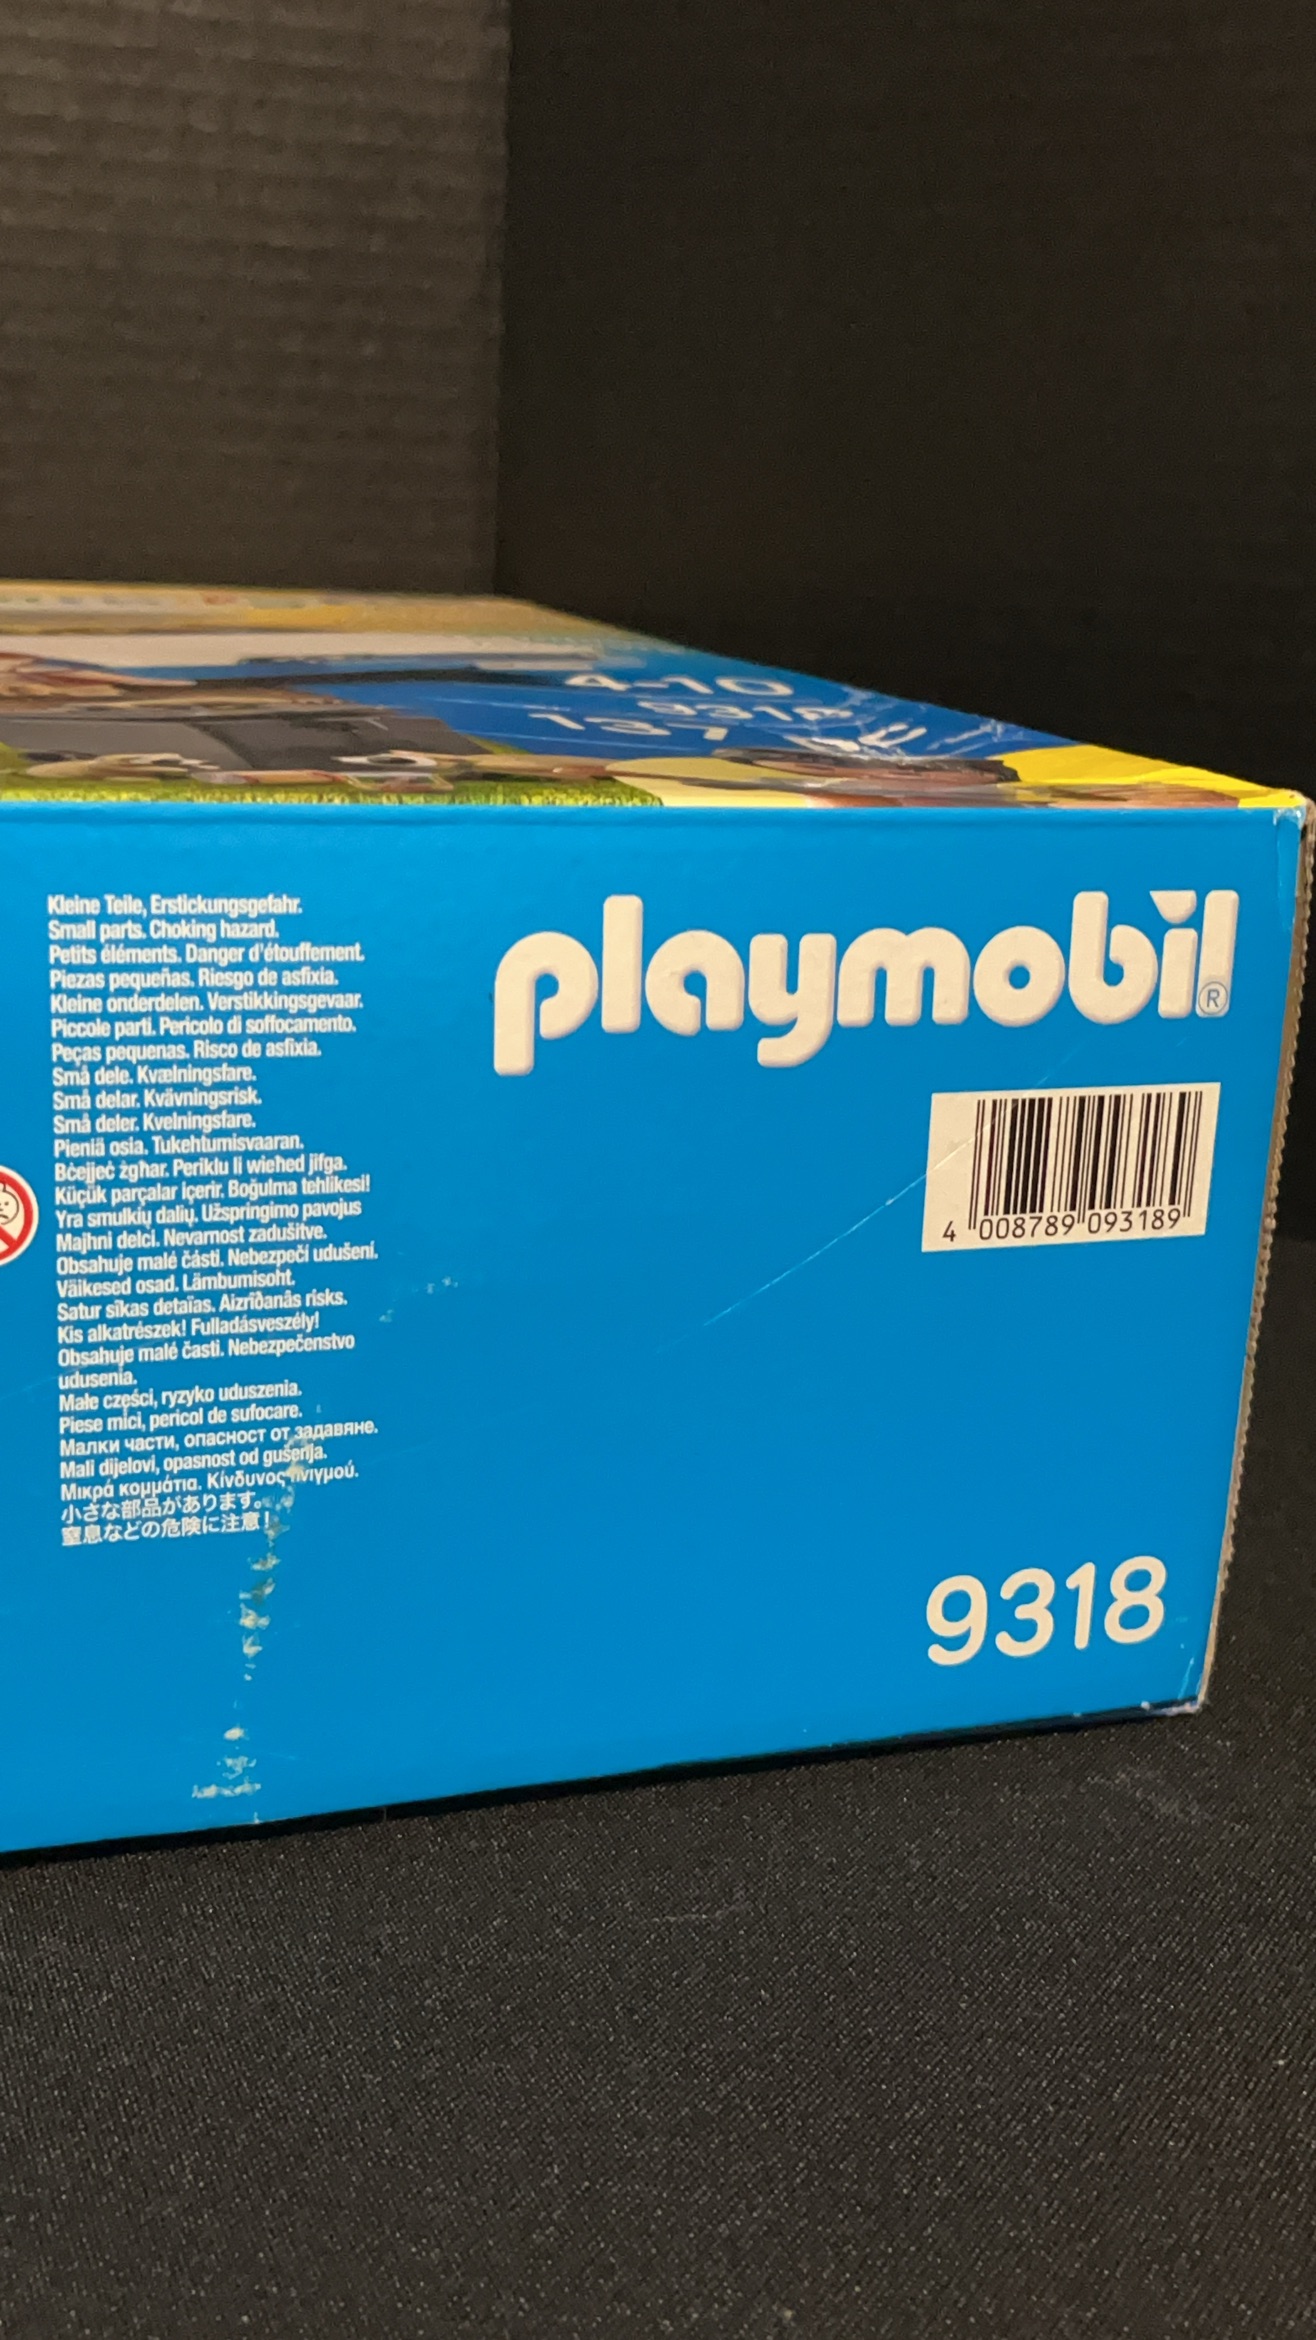 4-10
9318
Kleine Teile, Erstickungsgefahr.
Small parts. Choking hazard.
Petits éléments. Danger d'étouffement.
Piezas pequeñas. Riesgo de asfixia.
Kleine onderdelen. Verstikkingsgevaar.
Piccole parti. Pericolo di soffocamento.
Peças pequenas. Risco de asfixia.
Små dele. Kvælningsfare.
Små delar. Kvävningsrisk.
Små deler. Kvelningsfare.
Pieniä osia. Tukehtumisvaaran.
Bċejjeċ żgħar. Periklu li wieħed jifga.
Küçük parçalar içerir. Boğulma tehlikesi!
Yra smulkių dalių. Užspringimo pavojus
Majhni delci. Nevarnost zadušitve.
Obsahuje malé části. Nebezpečí udušení.
Väikesed osad. Lämbumisoht.
Satur sīkas detaļas. Aizrīðanâs risks.
Kis alkatrészek! Fulladásveszély!
Obsahuje malé časti. Nebezpečenstvo
udusenia.
Małe części, ryzyko uduszenia.
Piese mici, pericol de sufocare.
Малки части, опасност от задавяне.
Mali dijelovi, opasnost od gušenja.
Μικρά κομμάτια. Κίνδυνος πνιγμού.
小さな部品があります。
窒息などの危険に注意!
playmobil®
4 008789 093189
9318